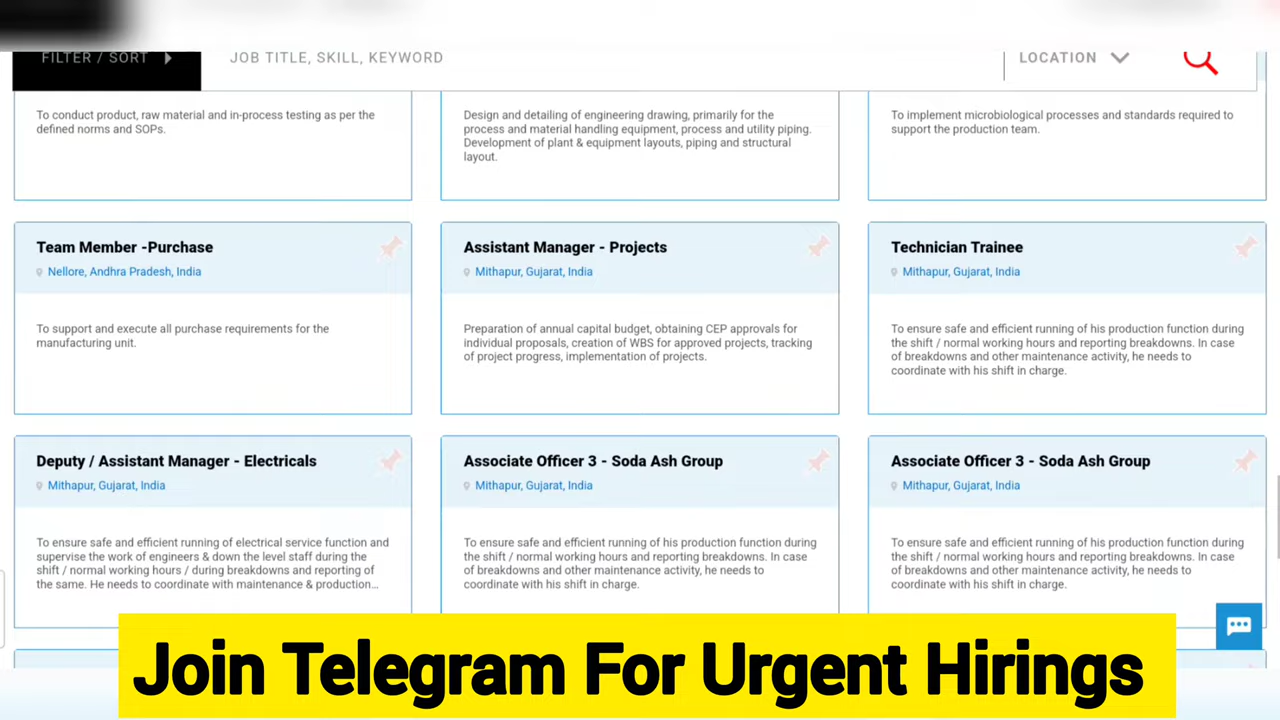 FILTER / SORT
JOB TITLE, SKILL, KEYWORD
LOCATION
To conduct product, raw material and in-process testing as per the
defined norms and SOPs.
Design and detailing of engineering drawing, primarily for the
process and material handling equipment, process and utility piping.
Development of plant & equipment layouts, piping and structural
layout.
To implement microbiological processes and standards required to
support the production team.
Team Member -Purchase
Nellore, Andhra Pradesh, India
To support and execute all purchase requirements for the
manufacturing unit.
Assistant Manager - Projects
Mithapur, Gujarat, India
Preparation of annual capital budget, obtaining CEP approvals for
individual proposals, creation of WBS for approved projects, tracking
of project progress, implementation of projects.
Technician Trainee
Mithapur, Gujarat, India
To ensure safe and efficient running of his production function during
the shift / normal working hours and reporting breakdowns. In case
of breakdowns and other maintenance activity, he needs to
coordinate with his shift in charge.
Deputy / Assistant Manager - Electricals
Mithapur, Gujarat, India
To ensure safe and efficient running of electrical service function and
supervise the work of engineers & down the level staff during the
shift / normal working hours / during breakdowns and reporting of
the same. He needs to coordinate with maintenance & production...
Associate Officer 3 - Soda Ash Group
Mithapur, Gujarat, India
To ensure safe and efficient running of his production function during
the shift / normal working hours and reporting breakdowns. In case
of breakdowns and other maintenance activity, he needs to
coordinate with his shift in charge.
Associate Officer 3 - Soda Ash Group
Mithapur, Gujarat, India
To ensure safe and efficient running of his production function during
the shift / normal working hours and reporting breakdowns. In case
of breakdowns and other maintenance activity, he needs to
coordinate with his shift in charge.
Join Telegram For Urgent Hirings